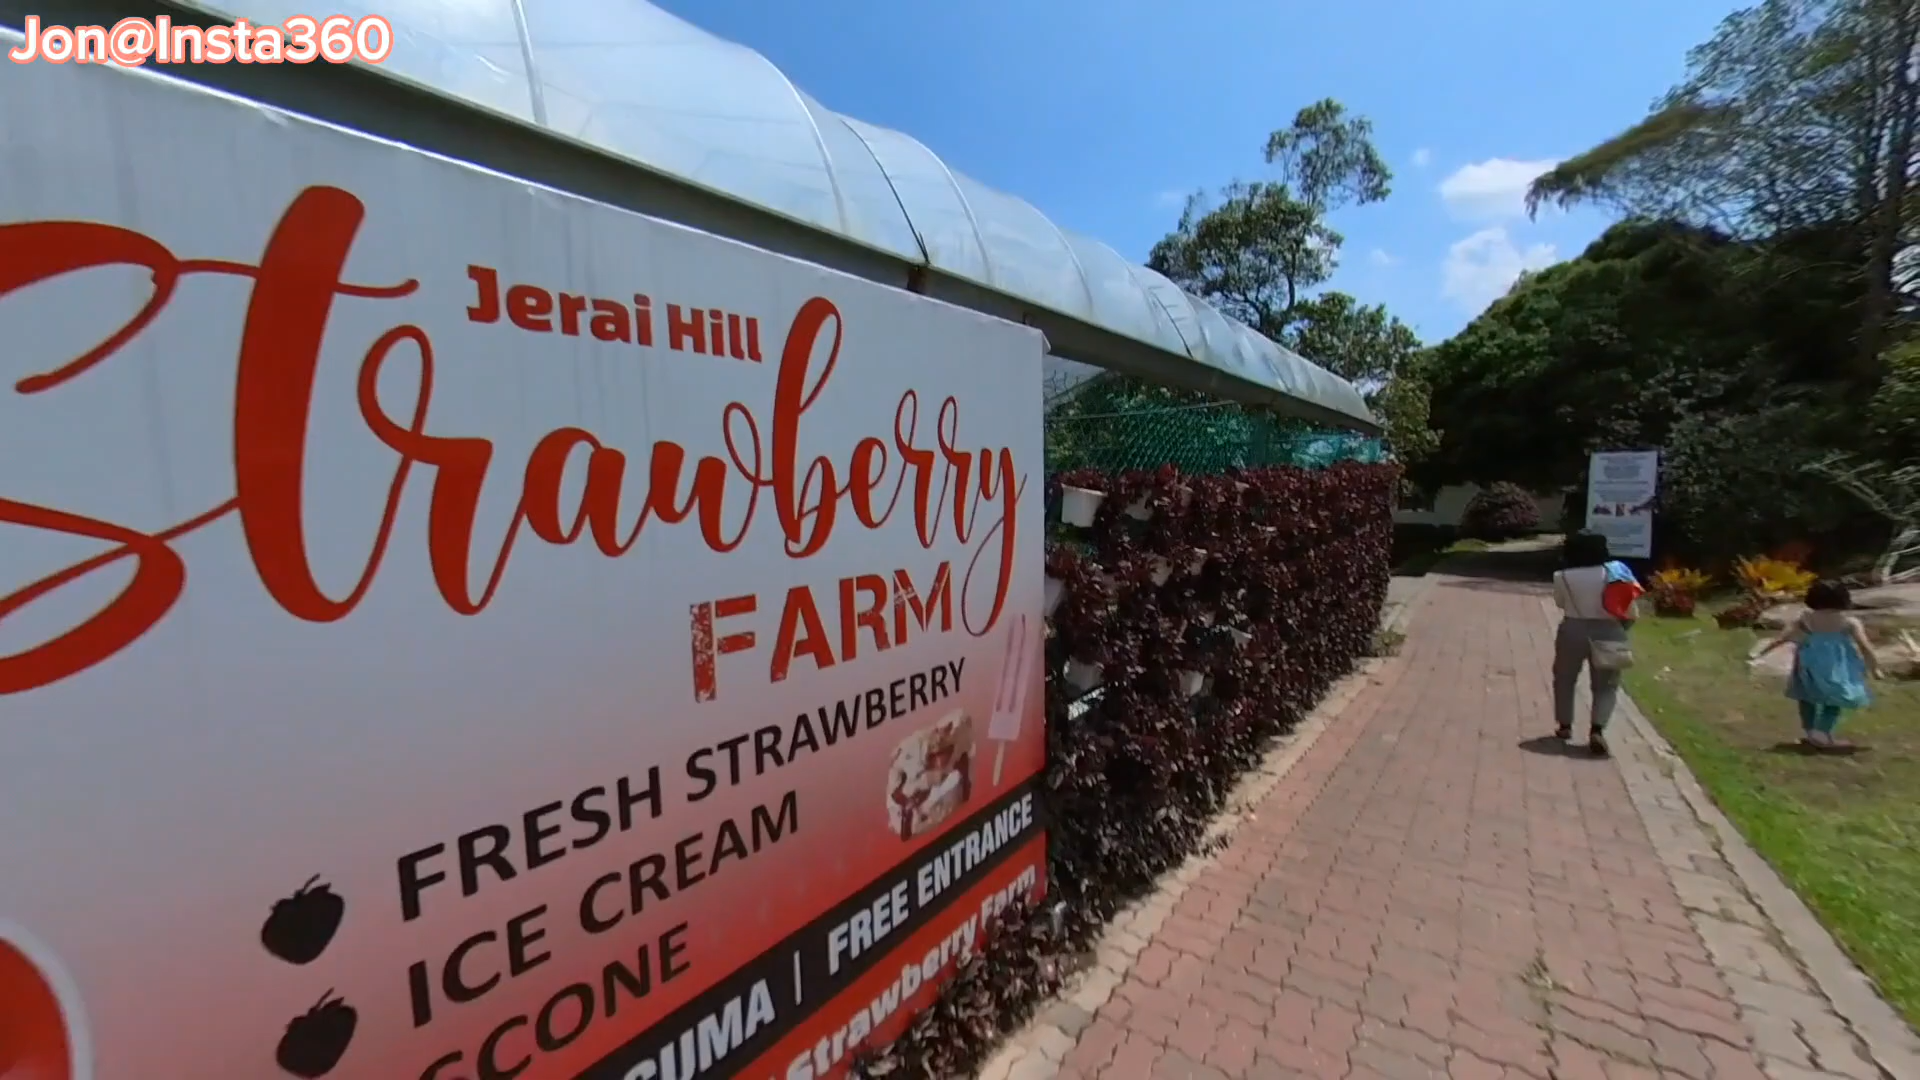 Jon@Insta360
Jerai Hill
Strawberry
FARM
FRESH STRAWBERRY
ICE CREAM
SCONE
CUMA | FREE ENTRANCE
Strawberry Farm